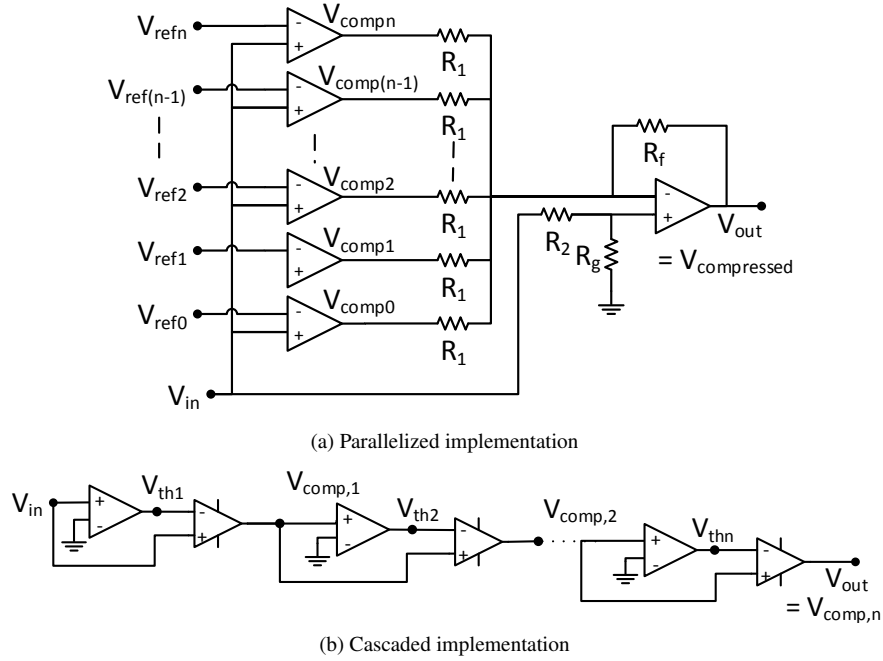 V_refn
- +
V_compn
R_1
V_ref(n-1)
- +
V_comp(n-1)
R_1
V_ref2
- +
V_comp2
R_1
V_ref1
- +
V_comp1
R_1
V_ref0
- +
V_comp0
R_1
V_in
R_2
R_g
R_f
- +
V_out
= V_compressed
(a) Parallelized implementation
V_in
+ -
V_th1
- +
V_comp,1
+ -
V_th2
- +
V_comp,2
+ -
V_thn
- +
V_out
= V_comp,n
(b) Cascaded implementation